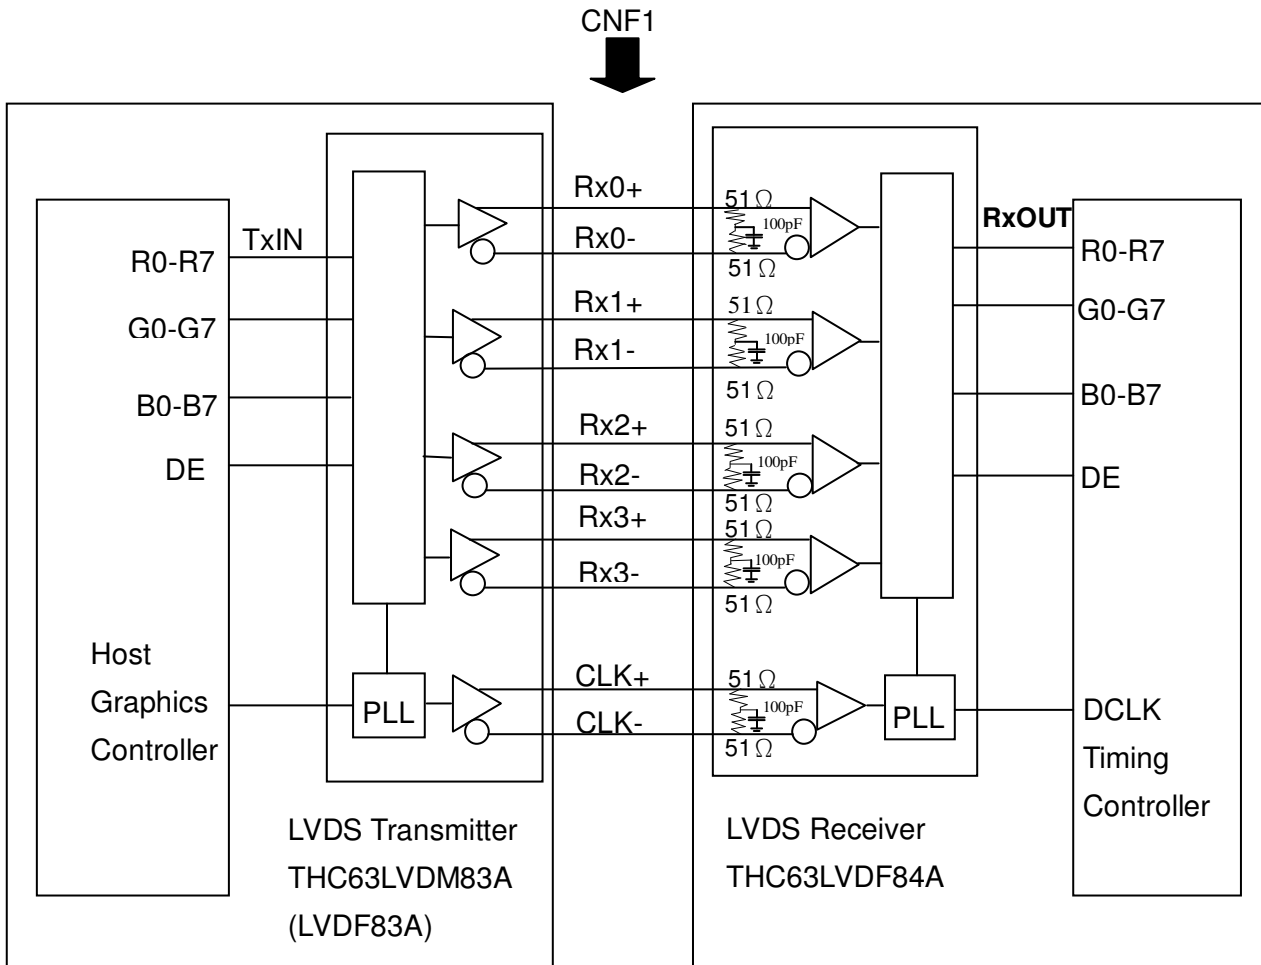 CNF1
TxIN
R0-R7
G0-G7
B0-B7
DE
Host
Graphics
Controller
PLL
LVDS Transmitter
THC63LVDM83A
(LVDF83A)
Rx0+
Rx0-
Rx1+
Rx1-
Rx2+
Rx2-
Rx3+
Rx3-
CLK+
CLK-
51Ω
100pF
51Ω
51Ω
100pF
51Ω
51Ω
100pF
51Ω
51Ω
100pF
51Ω
51Ω
100pF
51Ω
PLL
LVDS Receiver
THC63LVDF84A
RxOUT
R0-R7
G0-G7
B0-B7
DE
DCLK
Timing
Controller